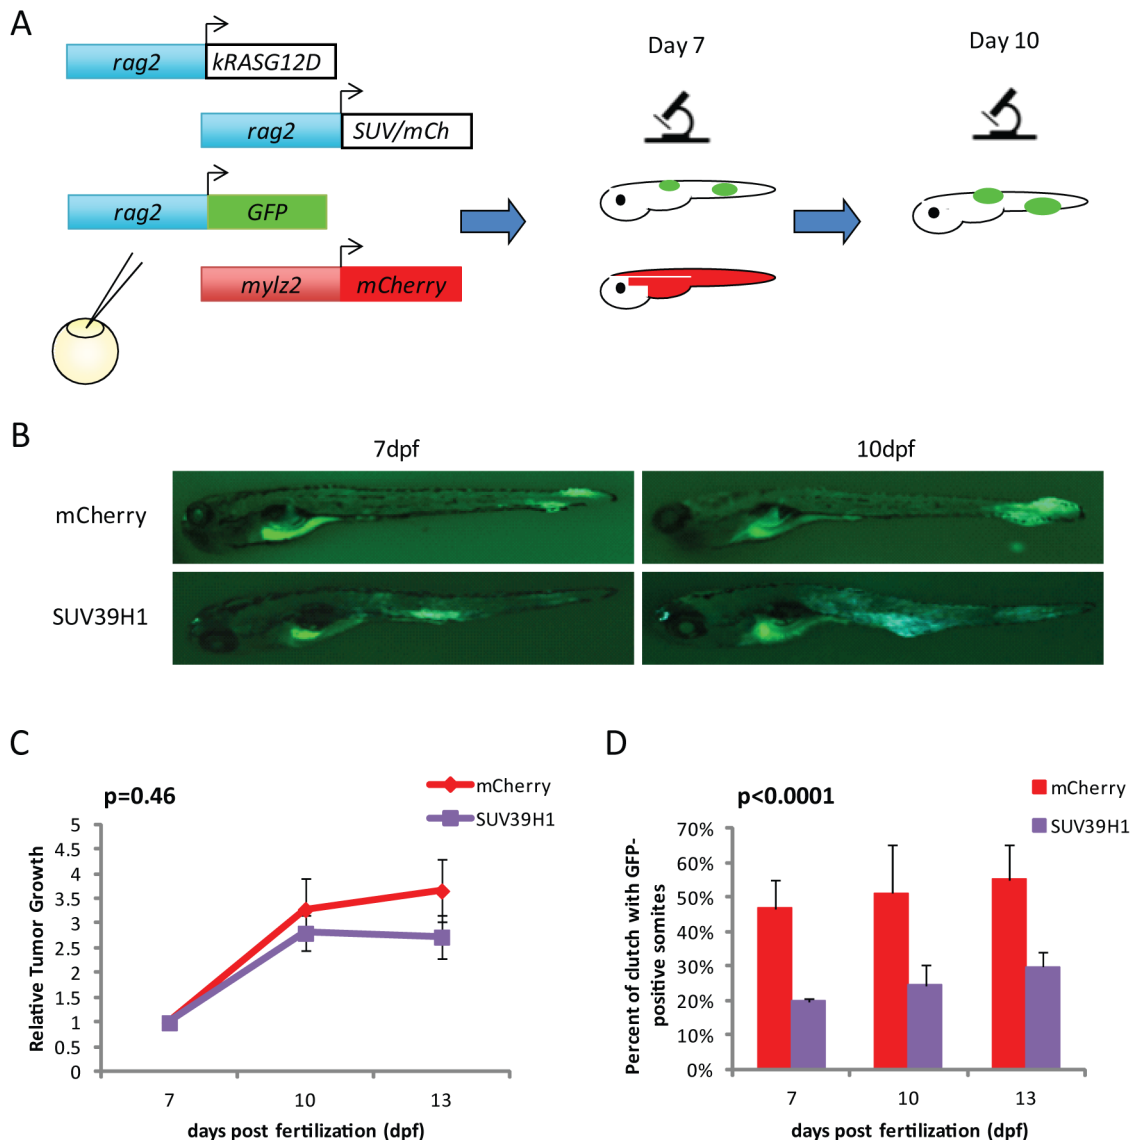 A
rag2 kRASG12D
rag2 SUV/mCh
rag2 GFP
mylz2 mCherry
Day 7
Day 10
B
7dpf
10dpf
mCherry
SUV39H1
C
p=0.46
mCherry
SUV39H1
Relative Tumor Growth
5
4.5
4
3.5
3
2.5
2
1.5
1
0.5
0
7
10
13
days post fertilization (dpf)
D
p<0.0001
mCherry
SUV39H1
Percent of clutch with GFP-
positive somites
70%
60%
50%
40%
30%
20%
10%
0%
7
10
13
days post fertilization (dpf)